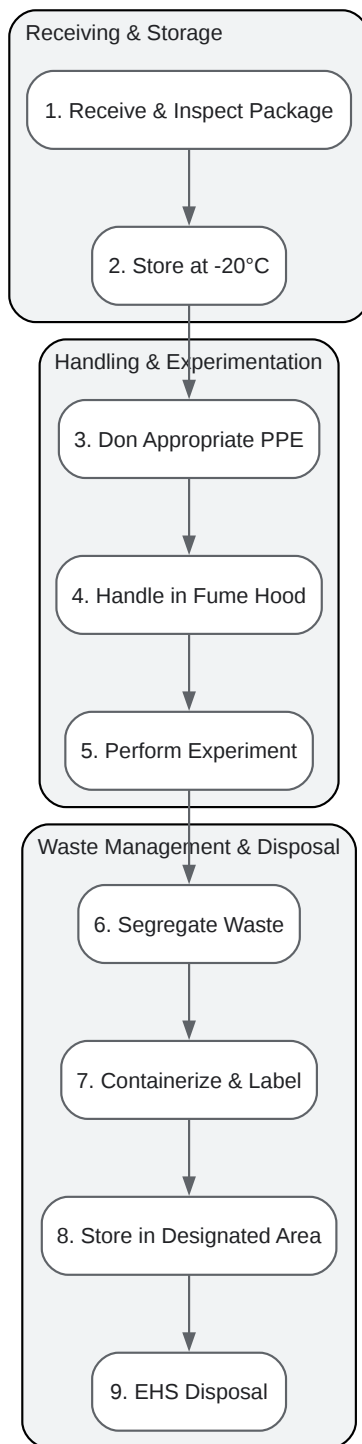 Receiving & Storage
1. Receive & Inspect Package
2. Store at -20°C
Handling & Experimentation
3. Don Appropriate PPE
4. Handle in Fume Hood
5. Perform Experiment
Waste Management & Disposal
6. Segregate Waste
7. Containerize & Label
8. Store in Designated Area
9. EHS Disposal